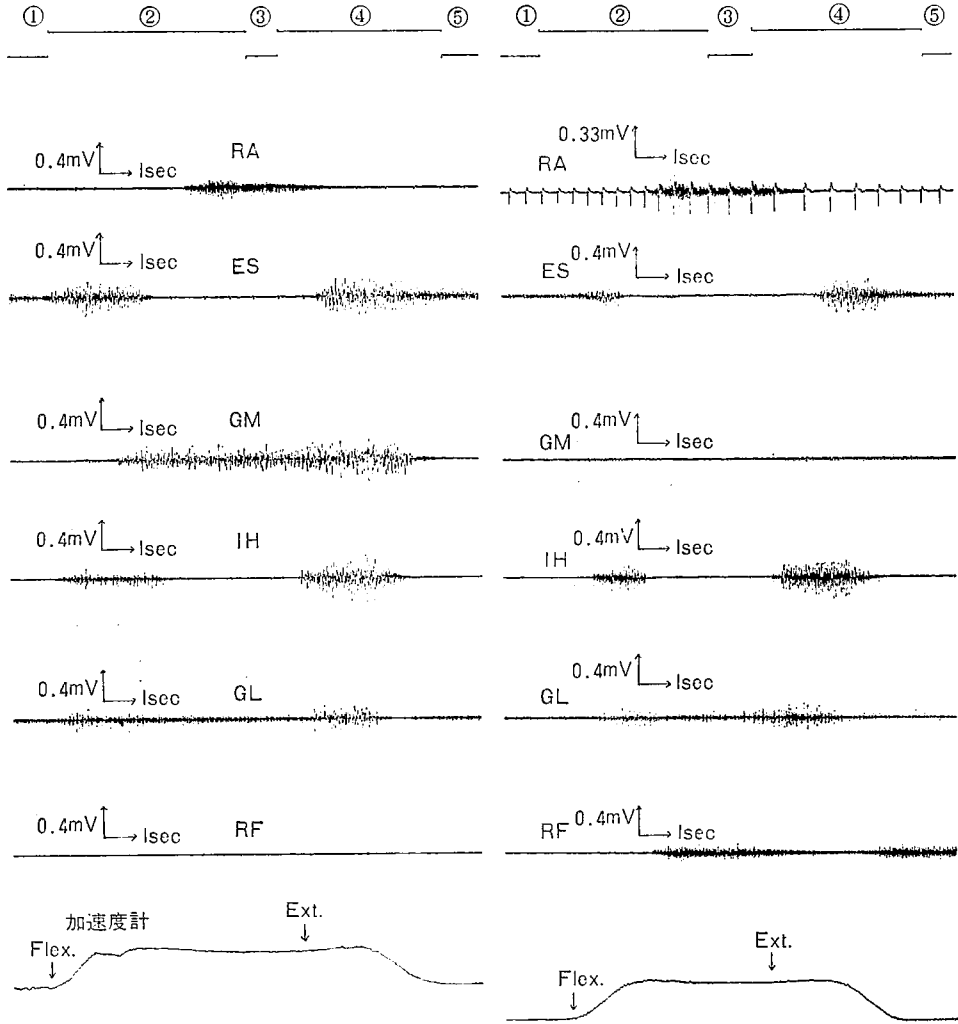 ① ② ③ ④ ⑤
RA
0.4mV 1sec
ES
0.4mV 1sec
GM
0.4mV 1sec
IH
0.4mV 1sec
GL
0.4mV 1sec
RF
0.4mV 1sec
加速度計
Flex.
Ext.
① ② ③ ④ ⑤
0.33mV 1sec
RA
0.4mV 1sec
ES
0.4mV 1sec
GM
0.4mV 1sec
IH
0.4mV 1sec
GL
0.4mV 1sec
RF
Flex.
Ext.